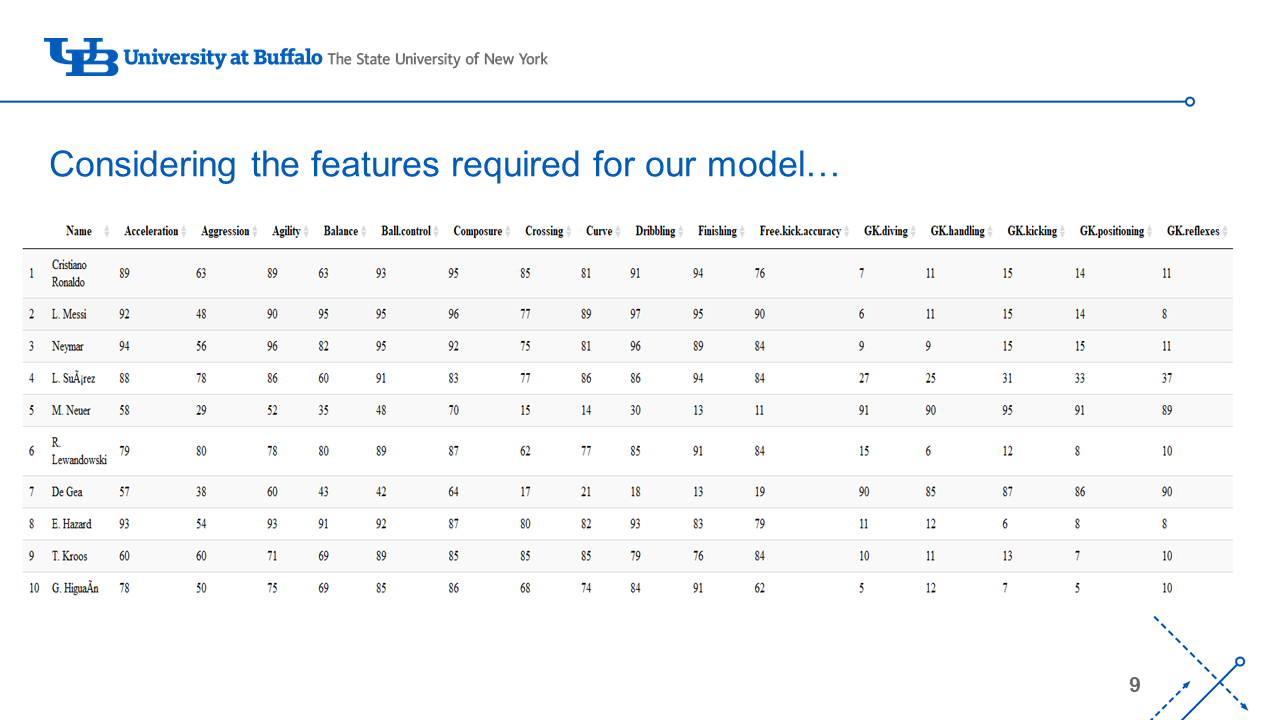 UB University at Buffalo The State University of New York
Considering the features required for our model…
Name Acceleration Aggression Agility Balance Ball.control Composure Crossing Curve Dribbling Finishing Free.kick.accuracy GK.diving GK.handling GK.kicking GK.positioning GK.reflexes
1 Cristiano Ronaldo 89 63 89 63 93 95 85 81 91 94 76 7 11 15 14 11
2 L. Messi 92 48 90 95 95 96 77 89 97 95 90 6 11 15 14 8
3 Neymar 94 56 96 82 95 92 75 81 96 89 84 9 9 15 15 11
4 L. SuÃ¡rez 88 78 86 60 91 83 77 86 86 94 84 27 25 31 33 37
5 M. Neuer 58 29 52 35 48 70 15 14 30 13 11 91 90 95 91 89
6 R. Lewandowski 79 80 78 80 89 87 62 77 85 91 84 15 6 12 8 10
7 De Gea 57 38 60 43 42 64 17 21 18 13 19 90 85 87 86 90
8 E. Hazard 93 54 93 91 92 87 80 82 93 83 79 11 12 6 8 8
9 T. Kroos 60 60 71 69 89 85 85 85 79 76 84 10 11 13 7 10
10 G. HiguaÃn 78 50 75 69 85 86 68 74 84 91 62 5 12 7 5 10
9